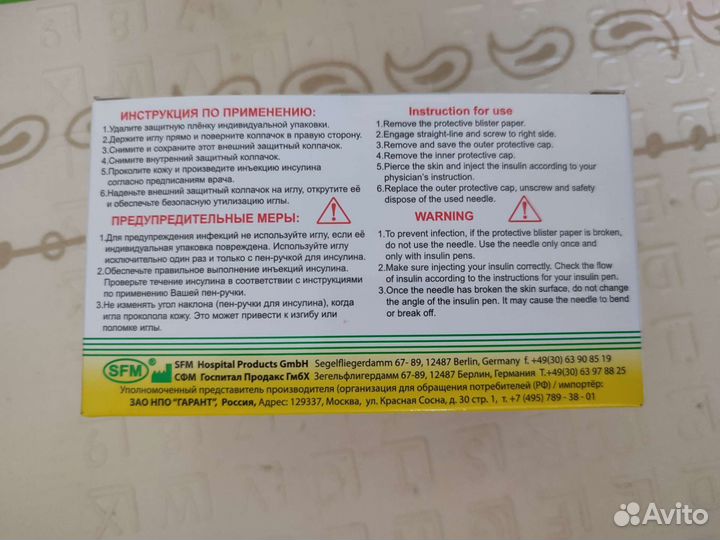 ИНСТРУКЦИЯ ПО ПРИМЕНЕНИЮ:
1.Удалите защитную плёнку индивидуальной упаковки.
2.Держите иглу прямо и поверните колпачок в правую сторону.
3.Снимите и сохраните этот внешний защитный колпачок.
4.Снимите внутренний защитный колпачок.
5.Проколите кожу и произведите инъекцию инсулина
согласно предписаниям врача.
6.Наденьте внешний защитный колпачок на иглу, открутите её
и обеспечьте безопасную утилизацию иглы.
ПРЕДУПРЕДИТЕЛЬНЫЕ МЕРЫ:
1.Для предупреждения инфекций не используйте иглу, если её
индивидуальная упаковка повреждена. Используйте иглу
исключительно один раз и только с пен-ручкой для инсулина.
2.Обеспечьте правильное выполнение инъекций инсулина.
Проверьте течение инсулина в соответствии с инструкциями
по применению Вашей пен-ручки.
3.Не изменять угол наклона (пен-ручки для инсулина), когда
игла проколола кожу. Это может привести к изгибу или
поломке иглы.
Instruction for use
1.Remove the protective blister paper.
2.Engage straight-line and screw to right side.
3.Remove and save the outer protective cap.
4.Remove the inner protective cap.
5.Pierce the skin and inject the insulin according to your
physician's instruction.
6.Replace the outer protective cap, unscrew and safety
dispose of the used needle.
WARNING
1.To prevent infection, if the protective blister paper is broken,
do not use the needle. Use the needle only once and
only with insulin pens.
2.Make sure injecting your insulin correctly. Check the flow
of insulin according to the instructions for your insulin pen.
3.Once the needle has broken the skin surface, do not change
the angle of the insulin pen. It may cause the needle to bend
or break off.
SFM ®
SFM Hospital Products GmbH Segelfliegerdamm 67- 89, 12487 Berlin, Germany f. +49(30) 63 90 85 19
СФМ Госпитал Продакс ГмбХ Зегельфлигердамм 67- 89, 12487 Берлин, Германия Т.+49(30) 63 97 88 25
Уполномоченный представитель производителя (организация для обращения потребителей (РФ) / импортёр:
ЗАО НПО "ГАРАНТ", Россия, Адрес: 129337, Москва, ул. Красная Сосна, д. 30 стр. 1, т. +7 (495) 789 - 38 - 01
Avito